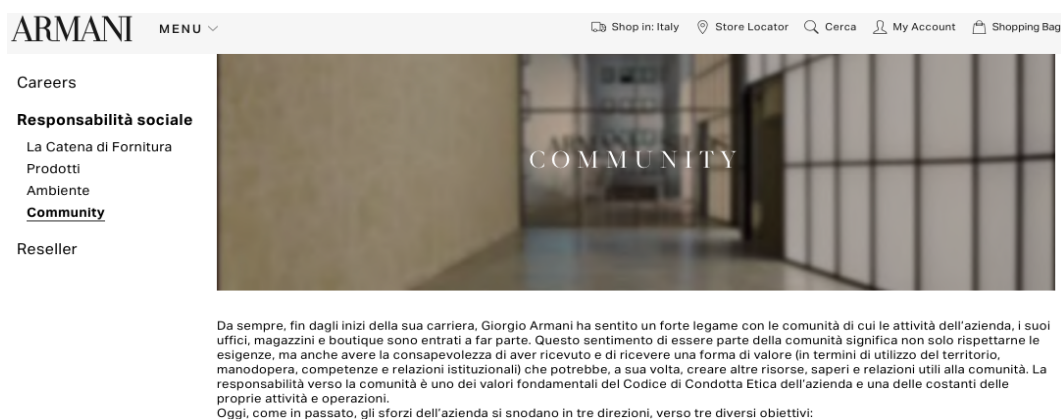 ARMANI MENU Shop in: Italy Store Locator Cerca My Account Shopping Bag
Careers
Responsabilità sociale
La Catena di Fornitura
Prodotti
Ambiente
Community
Reseller
COMMUNITY
Da sempre, fin dagli inizi della sua carriera, Giorgio Armani ha sentito un forte legame con le comunità di cui le attività dell'azienda, i suoi
uffici, magazzini e boutique sono entrati a far parte. Questo sentimento di essere parte della comunità significa non solo rispettarne le
esigenze, ma anche avere la consapevolezza di aver ricevuto e di ricevere una forma di valore (in termini di utilizzo del territorio,
manodopera, competenze e relazioni istituzionali) che potrebbe, a sua volta, creare altre risorse, saperi e relazioni utili alla comunità. La
responsabilità verso la comunità è uno dei valori fondamentali del Codice di Condotta Etica dell'azienda e una delle costanti delle
proprie attività e operazioni.
Oggi, come in passato, gli sforzi dell'azienda si snodano in tre direzioni, verso tre diversi obiettivi: